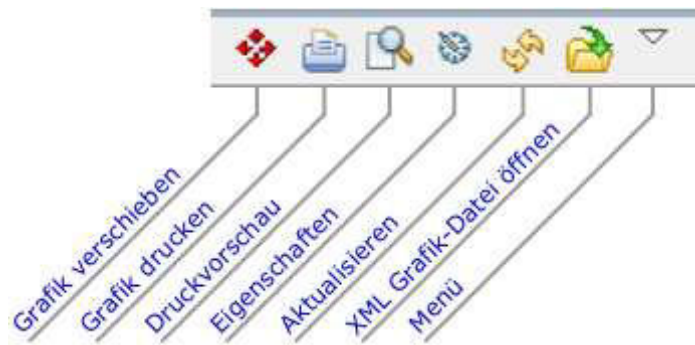 Grafik verschieben
Grafik drucken
Druckvorschau
Eigenschaften
Aktualisieren
XML Grafik-Datei öffnen
Menü